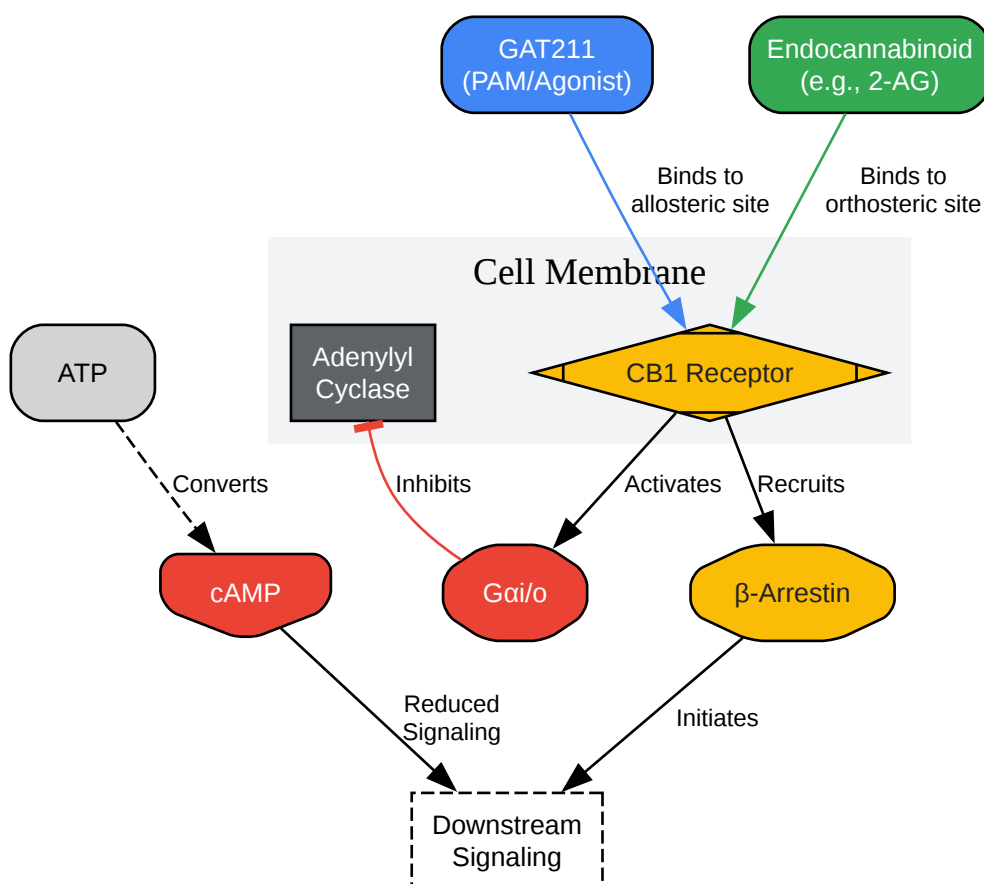 GAT211
(PAM/Agonist)
Endocannabinoid
(e.g., 2-AG)
Binds to
allosteric site
Binds to
orthosteric site
Cell Membrane
ATP
Adenylyl
Cyclase
CB1 Receptor
Converts
Inhibits
Activates
Recruits
cAMP
Gαi/o
β-Arrestin
Reduced
Signaling
Initiates
Downstream
Signaling